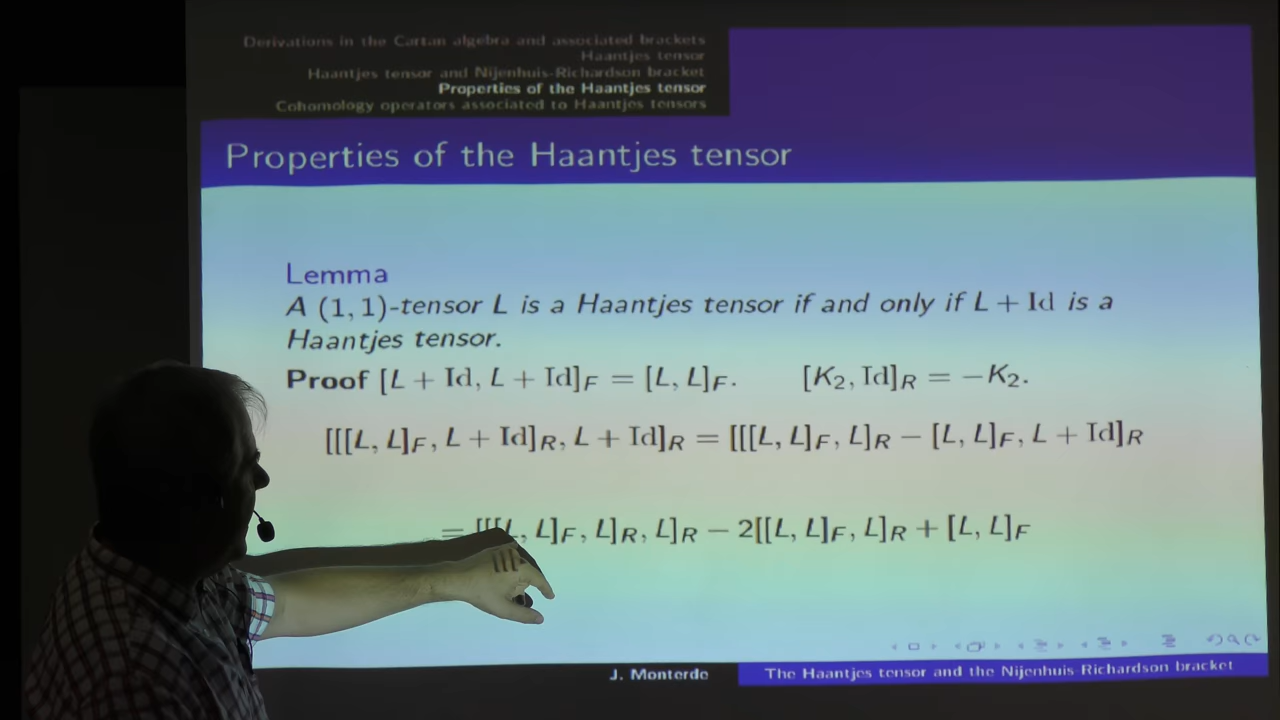 Derivations in the Cartan algebra and associated brackets
Haantjes tensor
Haantjes tensor and Nijenhuis-Richardson bracket
Properties of the Haantjes tensor
Cohomology operators associated to Haantjes tensors
Properties of the Haantjes tensor
Lemma
A (1, 1)-tensor L is a Haantjes tensor if and only if L + Id is a
Haantjes tensor.
Proof [L + Id, L + Id]_F = [L, L]_F. [K_2, Id]_R = −K_2.
[[[L, L]_F, L + Id]_R, L + Id]_R = [[[L, L]_F, L]_R − [L, L]_F, L + Id]_R
= [[[L, L]_F, L]_R, L]_R − 2[[L, L]_F, L]_R + [L, L]_F
J. Monterde The Haantjes tensor and the Nijenhuis-Richardson bracket